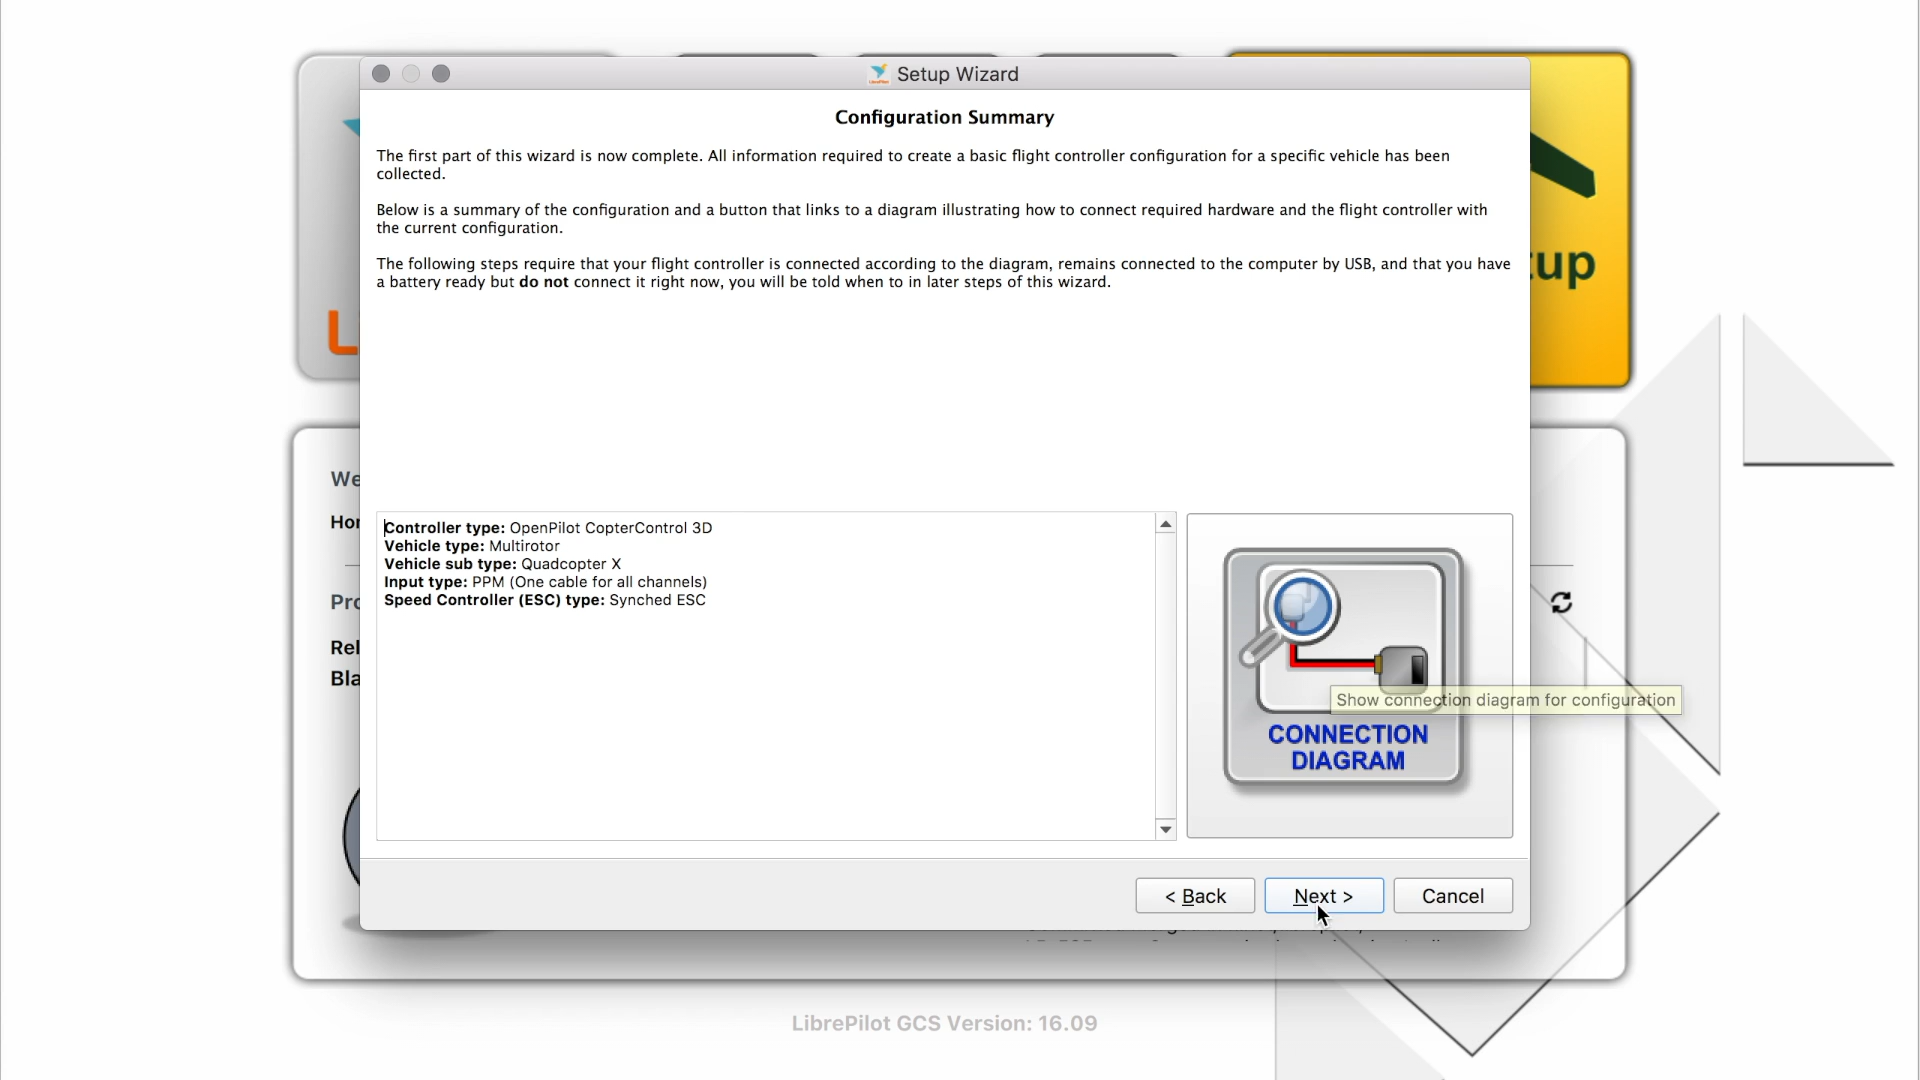 Setup Wizard
Configuration Summary
The first part of this wizard is now complete. All information required to create a basic flight controller configuration for a specific vehicle has been
collected.
Below is a summary of the configuration and a button that links to a diagram illustrating how to connect required hardware and the flight controller with
the current configuration.
The following steps require that your flight controller is connected according to the diagram, remains connected to the computer by USB, and that you have
a battery ready but do not connect it right now, you will be told when to in later steps of this wizard.
Controller type: OpenPilot CopterControl 3D
Vehicle type: Multirotor
Vehicle sub type: Quadcopter X
Input type: PPM (One cable for all channels)
Speed Controller (ESC) type: Synched ESC
Show connection diagram for configuration
CONNECTION
DIAGRAM
< Back
Next >
Cancel
LibrePilot GCS Version: 16.09